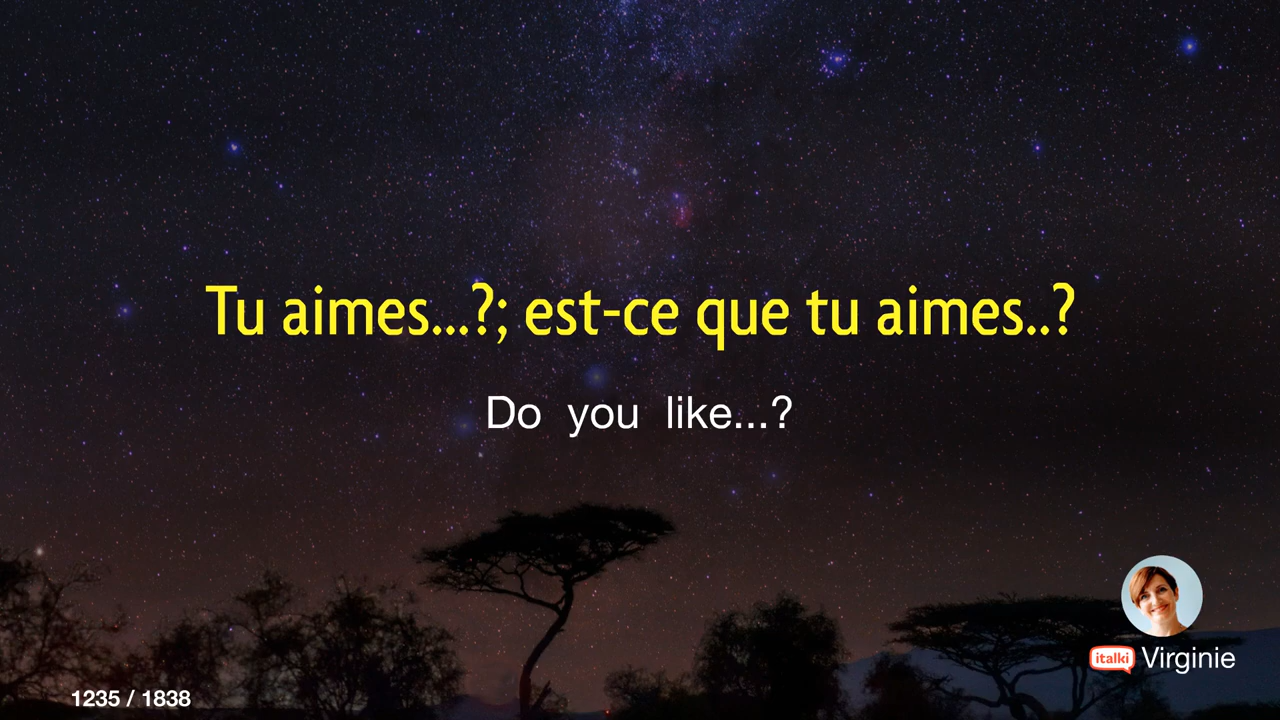 Tu aimes...?; est-ce que tu aimes..?
Do you like...?
italki Virginie
1235 / 1838